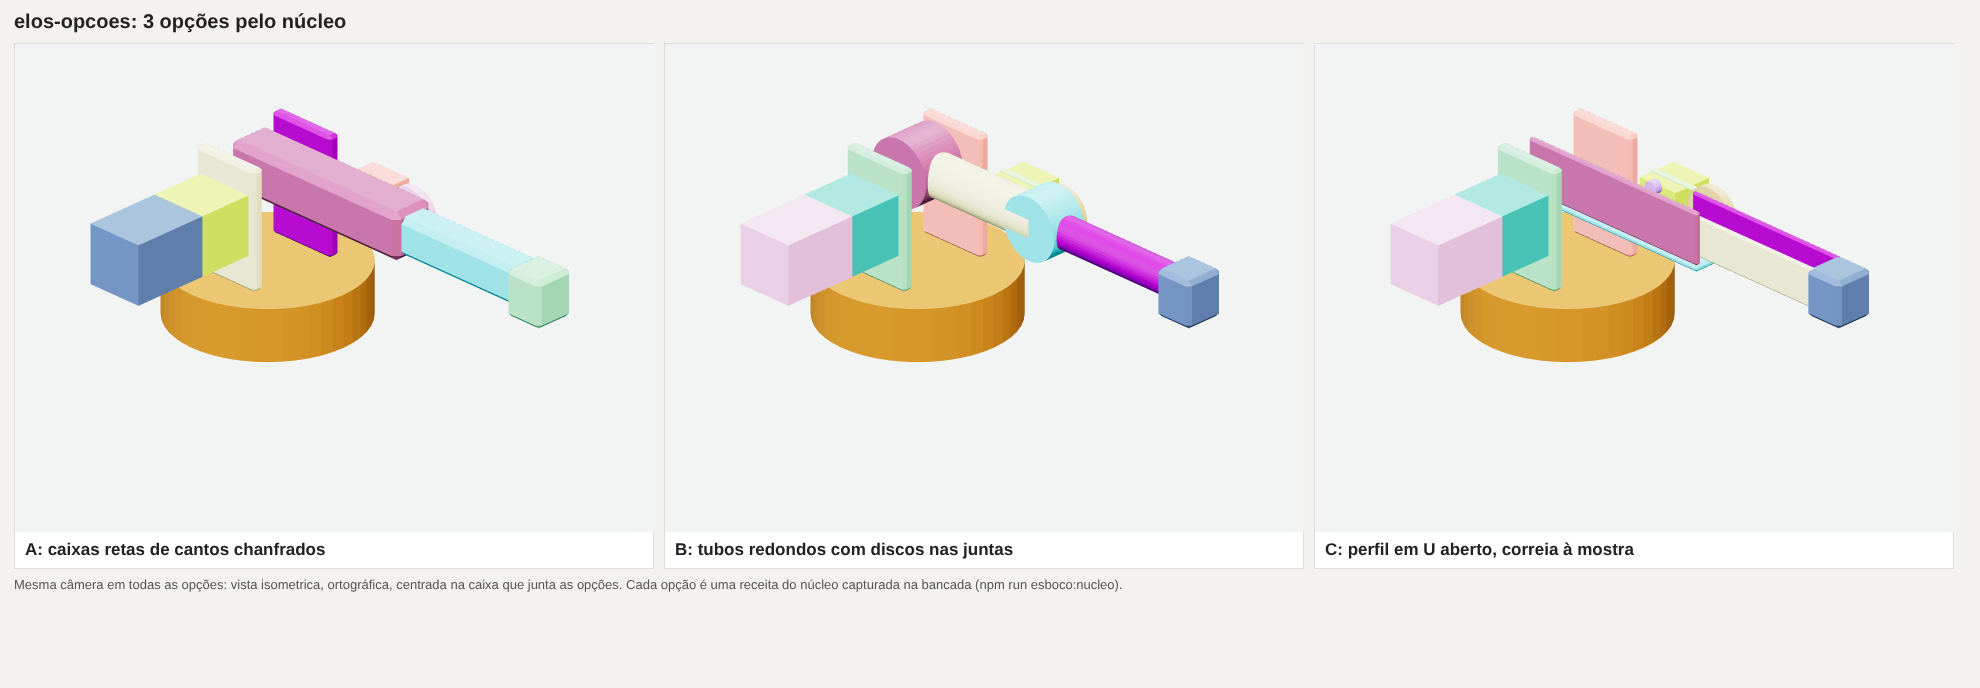 elos-opcoes: 3 opções pelo núcleo
A: caixas retas de cantos chanfrados
B: tubos redondos com discos nas juntas
C: perfil em U aberto, correia à mostra
Mesma câmera em todas as opções: vista isometrica, ortográfica, centrada na caixa que junta as opções. Cada opção é uma receita do núcleo capturada na bancada (npm run esboco:nucleo).